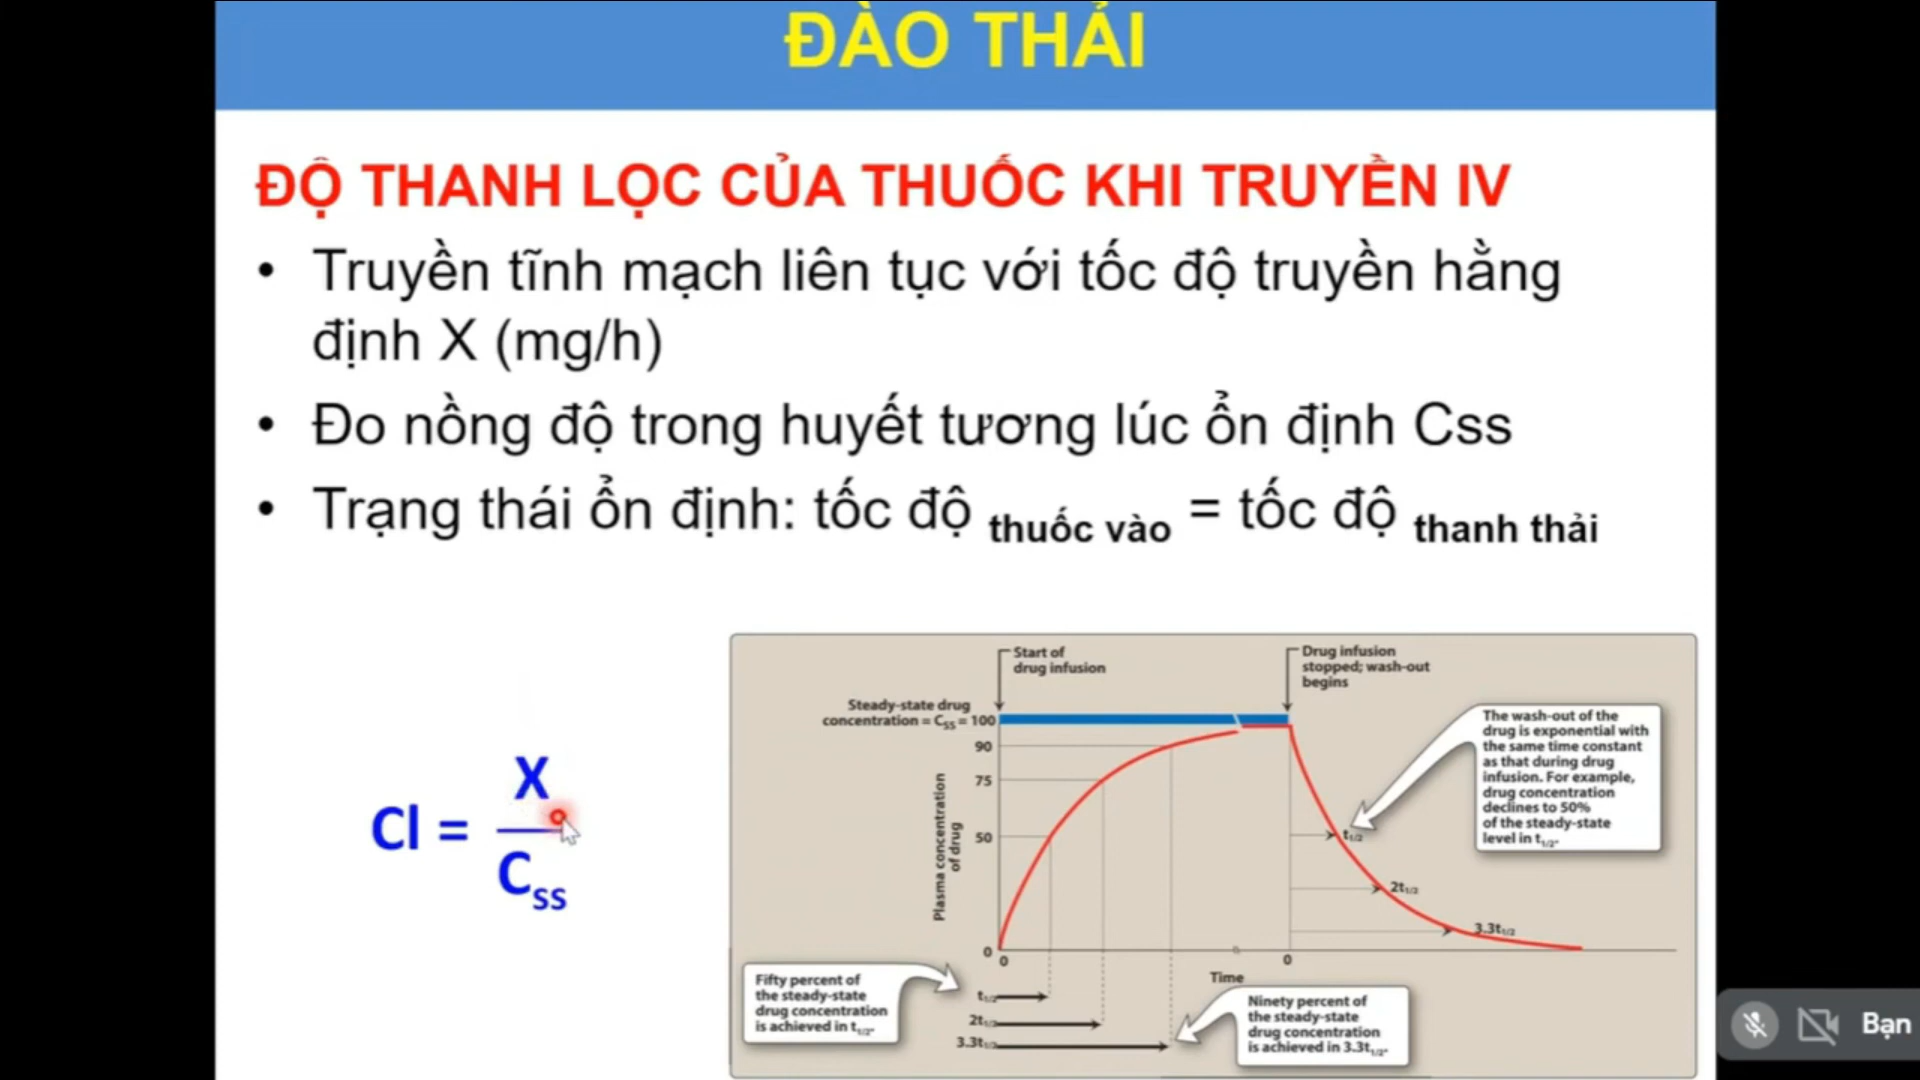 ĐÀO THẢI
ĐỘ THANH LỌC CỦA THUỐC KHI TRUYỀN IV
• Truyền tĩnh mạch liên tục với tốc độ truyền hằng
định X (mg/h)
• Đo nồng độ trong huyết tương lúc ổn định Css
• Trạng thái ổn định: tốc độ thuốc vào = tốc độ thanh thải
Cl = X / Css
Start of
drug infusion
Drug infusion
stopped; wash-out
begins
Steady-state drug
concentration = CSS = 100
90
75
50
0
0
0
Plasma concentration
of drug
Time
The wash-out of the
drug is exponential with
the same time constant
as that during drug
infusion. For example,
drug concentration
declines to 50%
of the steady-state
level in t1/2.
t1/2
2t1/2
3.3t1/2
Fifty percent of
the steady-state
drug concentration
is achieved in t1/2.
t1/2
2t1/2
3.3t1/2
Ninety percent of
the steady-state
drug concentration
is achieved in 3.3t1/2.
Bạn